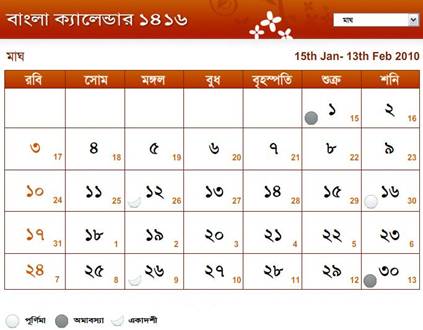 বাংলা ক্যালেন্ডার ১৪১৬ মাঘ
মাঘ 15th Jan- 13th Feb 2010
রবি সোম মঙ্গল বুধ বৃহস্পতি শুক্র শনি
১ 15 ২ 16
৩ 17 ৪ 18 ৫ 19 ৬ 20 ৭ 21 ৮ 22 ৯ 23
১০ 24 ১১ 25 ১২ 26 ১৩ 27 ১৪ 28 ১৫ 29 ১৬ 30
১৭ 31 ১৮ 1 ১৯ 2 ২০ 3 ২১ 4 ২২ 5 ২৩ 6
২৪ 7 ২৫ 8 ২৬ 9 ২৭ 10 ২৮ 11 ২৯ 12 ৩০ 13
পূর্ণিমা অমাবস্যা একাদশী